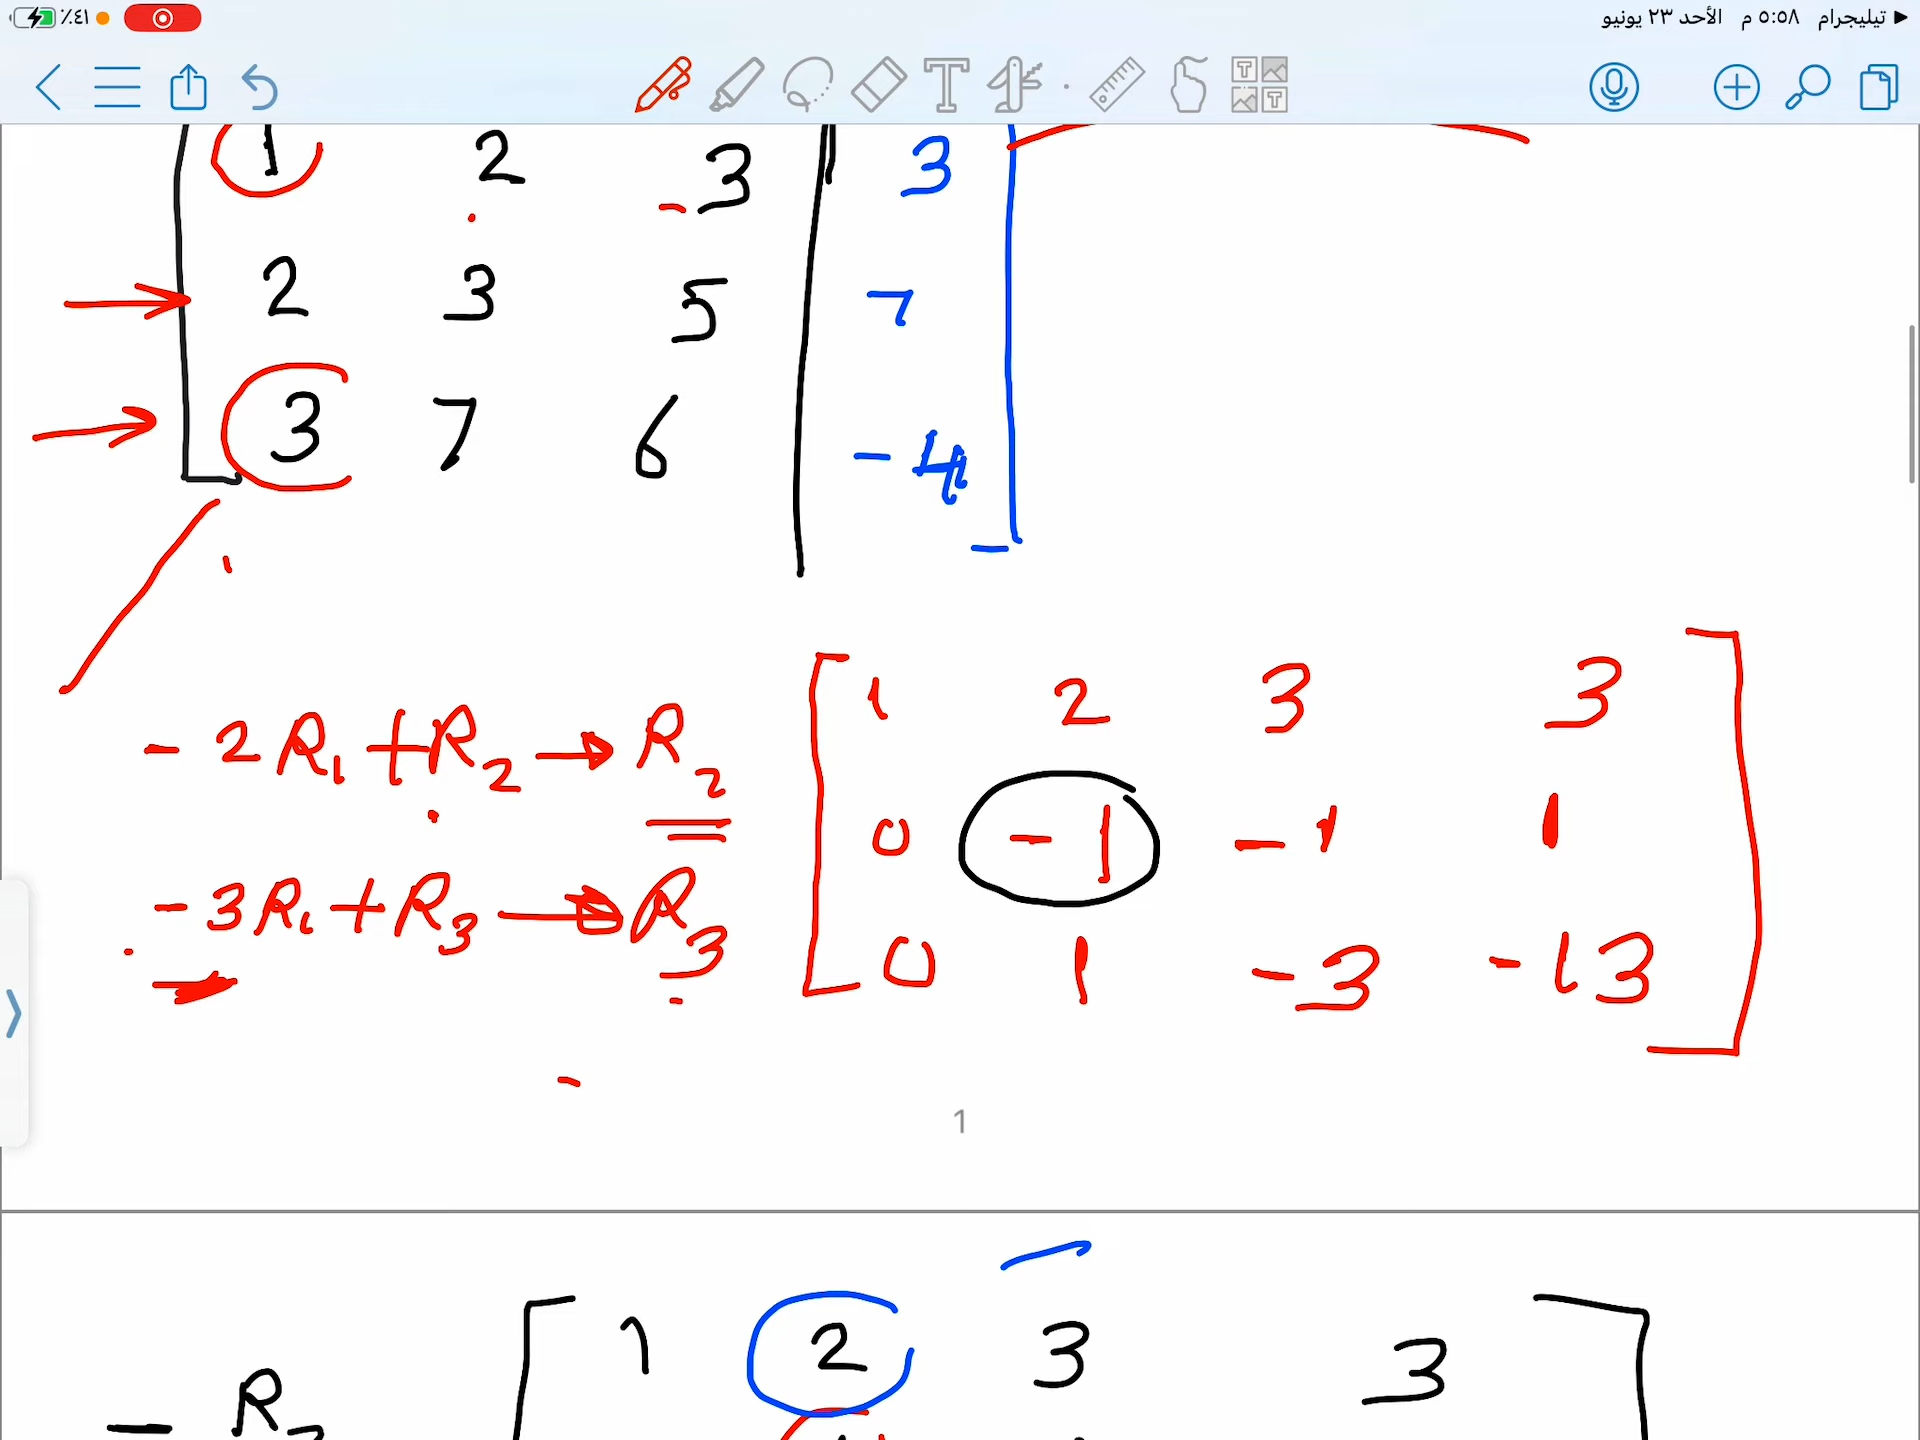 ٪٤١ ٥:٥٨ م الأحد ٢٣ يونيو تيليجرام ◀
1 2 3 3
2 3 5 7
3 7 6 -4
-2R₁+R₂→R₂
-3R₁+R₃→R₃
1 2 3 3
0 -1 -1 1
0 1 -3 -13
1
1 2 3 3
-R₂